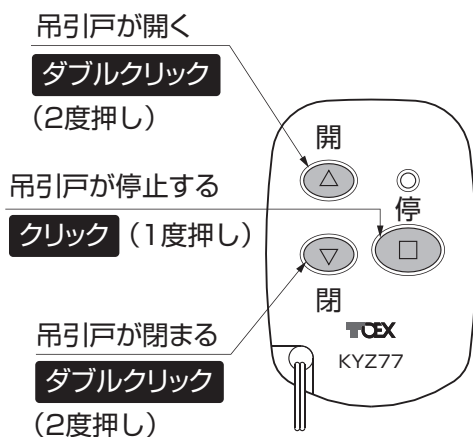 吊引戸が開く
ダブルクリック
（2度押し）
吊引戸が停止する
クリック（1度押し）
吊引戸が閉まる
ダブルクリック
（2度押し）
開
停
閉
TOEX
KYZ77